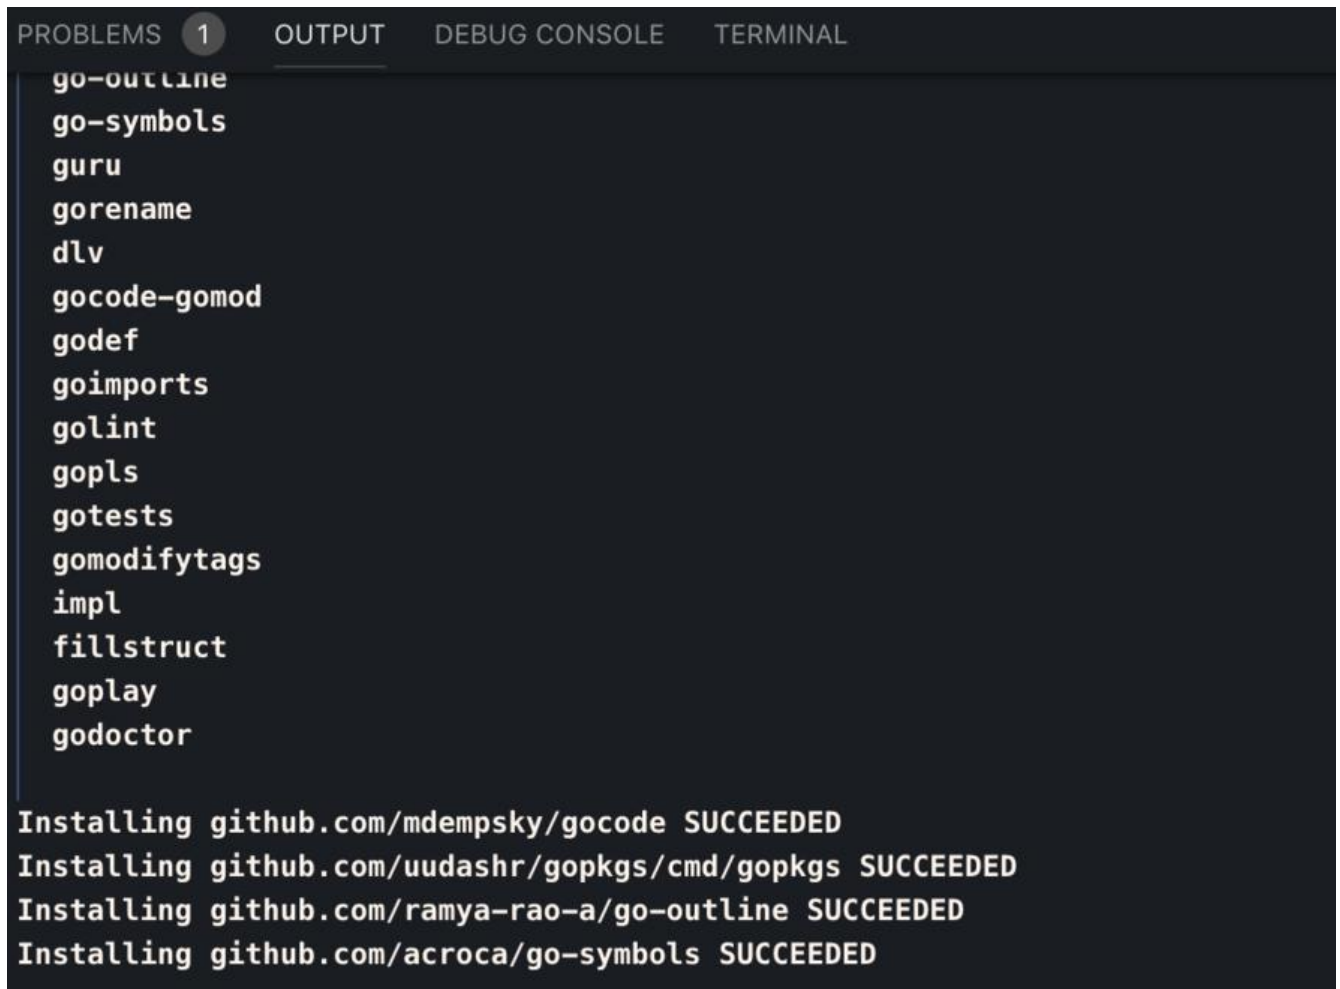 PROBLEMS 1 OUTPUT DEBUG CONSOLE TERMINAL
go-outline
go-symbols
guru
gorename
dlv
gocode-gomod
godef
goimports
golint
gopls
gotests
gomodifytags
impl
fillstruct
goplay
godoctor
Installing github.com/mdempsky/gocode SUCCEEDED
Installing github.com/uudashr/gopkgs/cmd/gopkgs SUCCEEDED
Installing github.com/ramya-rao-a/go-outline SUCCEEDED
Installing github.com/acroca/go-symbols SUCCEEDED